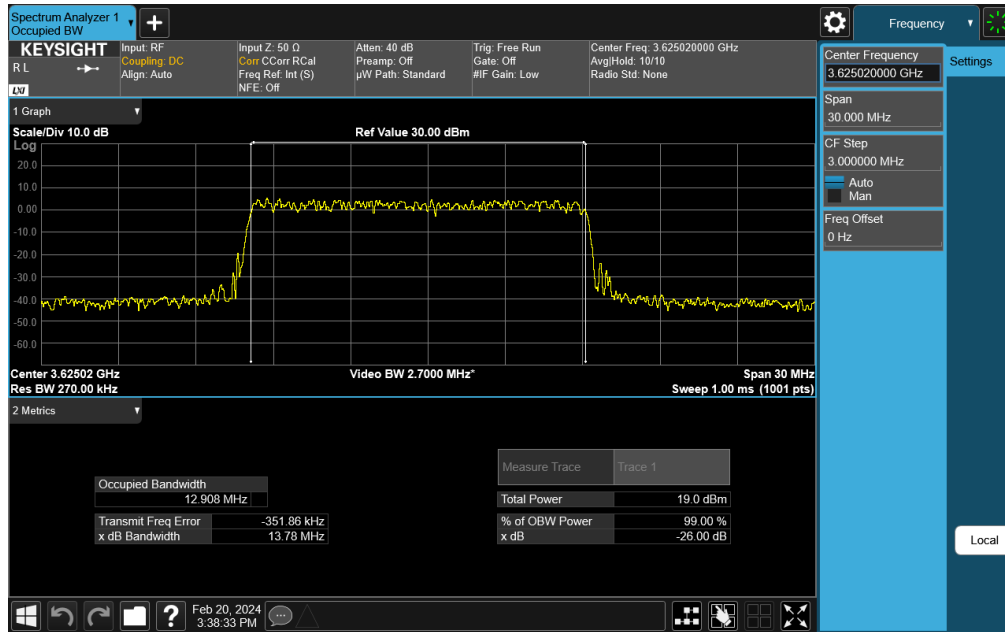 Spectrum Analyzer 1
Occupied BW
Frequency
KEYSIGHT
R L
LXI
Input: RF
Coupling: DC
Align: Auto
Input Z: 50 Ω
Corr CCorr RCal
Freq Ref: Int (S)
NFE: Off
Atten: 40 dB
Preamp: Off
µW Path: Standard
Trig: Free Run
Gate: Off
#IF Gain: Low
Center Freq: 3.625020000 GHz
Avg|Hold: 10/10
Radio Std: None
Center Frequency
3.625020000 GHz
Settings
Span
30.000 MHz
CF Step
3.000000 MHz
Auto
Man
Freq Offset
0 Hz
Local
1 Graph
Scale/Div 10.0 dB
Ref Value 30.00 dBm
Log
20.0
10.0
0.00
-10.0
-20.0
-30.0
-40.0
-50.0
-60.0
Center 3.62502 GHz
Video BW 2.7000 MHz*
Span 30 MHz
Res BW 270.00 kHz
Sweep 1.00 ms (1001 pts)
2 Metrics
Measure Trace
Trace 1
Occupied Bandwidth
12.908 MHz
Total Power
19.0 dBm
Transmit Freq Error
-351.86 kHz
% of OBW Power
99.00 %
x dB Bandwidth
13.78 MHz
x dB
-26.00 dB
Feb 20, 2024
3:38:33 PM